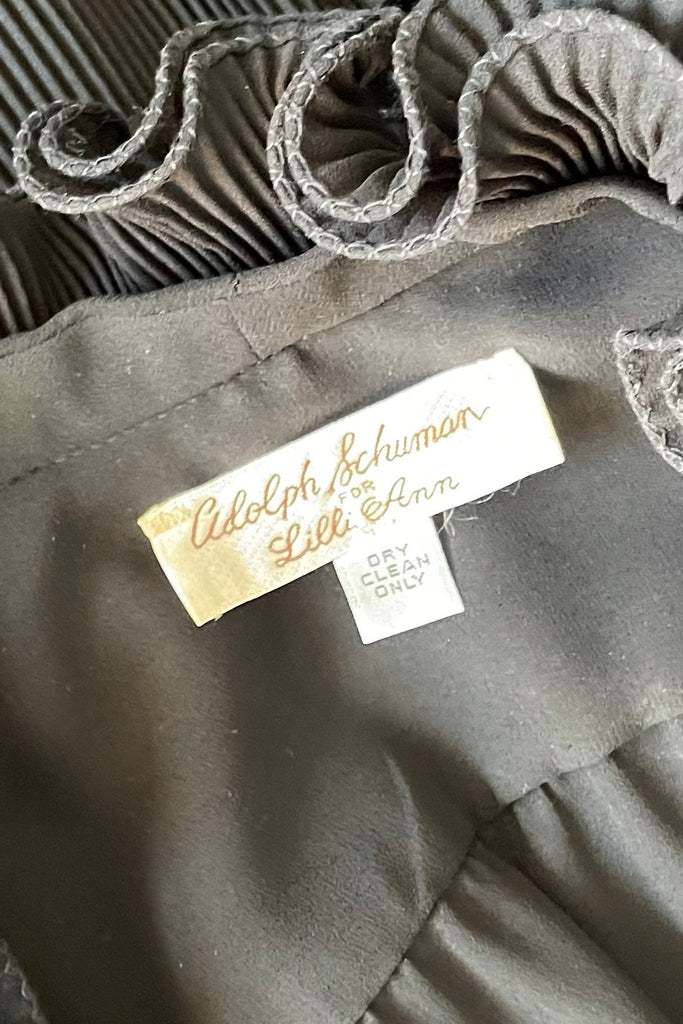 Adolph Schuman
FOR
Lilli Ann
DRY
CLEAN
ONLY